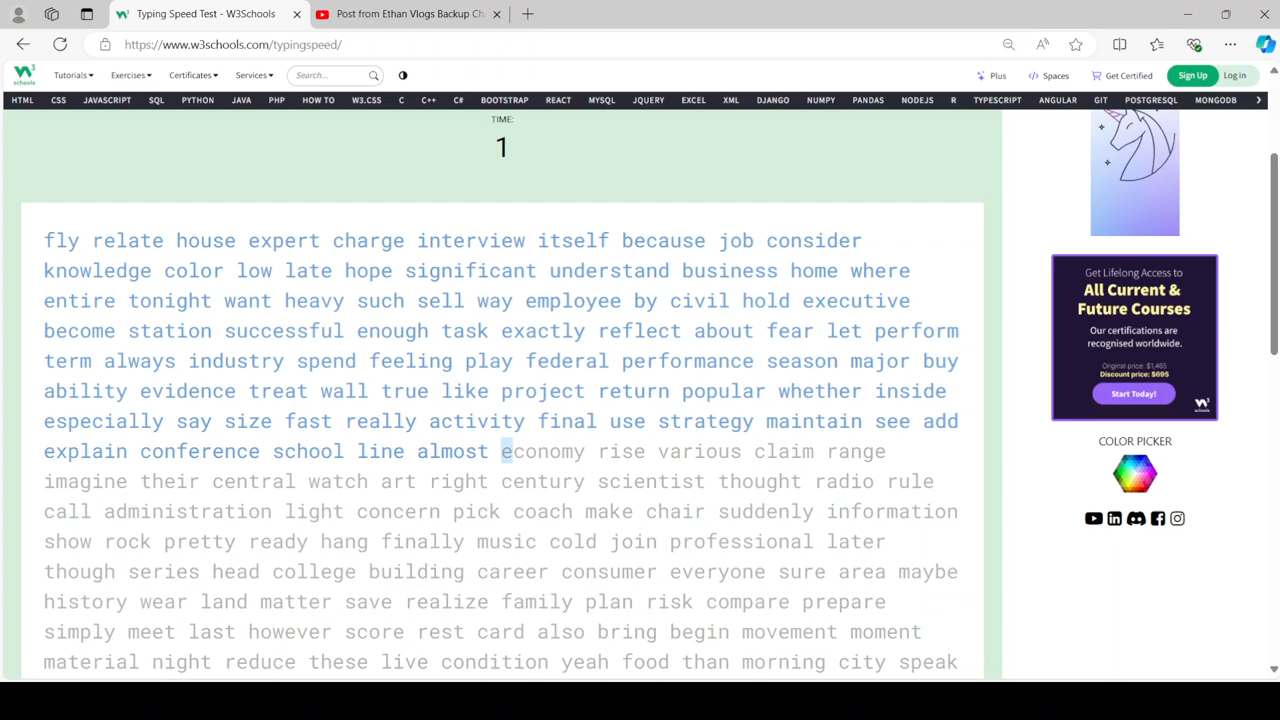 Typing Speed Test - W3Schools
Post from Ethan Vlogs Backup Ch
https://www.w3schools.com/typingspeed/
schools
Tutorials
Exercises
Certificates
Services
Search...
Plus
Spaces
Get Certified
Sign Up
Log in
HTML CSS JAVASCRIPT SQL PYTHON JAVA PHP HOW TO W3.CSS C C++ C# BOOTSTRAP REACT MYSQL JQUERY EXCEL XML DJANGO NUMPY PANDAS NODEJS R TYPESCRIPT ANGULAR GIT POSTGRESQL MONGODB
TIME:
1
fly relate house expert charge interview itself because job consider
knowledge color low late hope significant understand business home where
entire tonight want heavy such sell way employee by civil hold executive
become station successful enough task exactly reflect about fear let perform
term always industry spend feeling play federal performance season major buy
ability evidence treat wall true like project return popular whether inside
especially say size fast really activity final use strategy maintain see add
explain conference school line almost economy rise various claim range
imagine their central watch art right century scientist thought radio rule
call administration light concern pick coach make chair suddenly information
show rock pretty ready hang finally music cold join professional later
though series head college building career consumer everyone sure area maybe
history wear land matter save realize family plan risk compare prepare
simply meet last however score rest card also bring begin movement moment
material night reduce these live condition yeah food than morning city speak
Get Lifelong Access to
All Current &
Future Courses
Our certifications are
recognised worldwide.
Original price: $1,465
Discount price: $695
Start Today!
COLOR PICKER